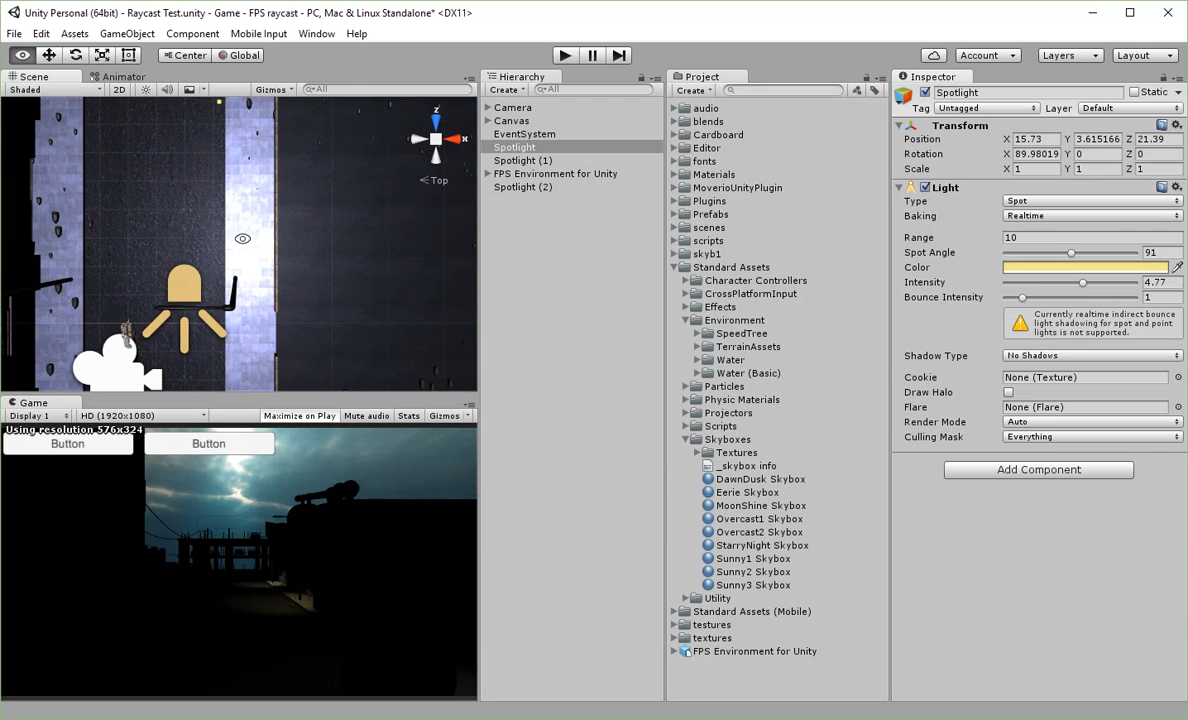 Unity Personal (64bit) - Raycast Test.unity - Game - FPS raycast - PC, Mac & Linux Standalone* <DX11>
File Edit Assets GameObject Component Mobile Input Window Help
Center Global Account Layers Layout
Scene Animator
Shaded 2D Gizmos All
z
x
Top
Game
Display 1 HD (1920x1080) Maximize on Play Mute audio Stats Gizmos
Using resolution 576x324
Button Button
Hierarchy
Create All
Camera
Canvas
EventSystem
Spotlight
Spotlight (1)
FPS Environment for Unity
Spotlight (2)
Project
Create
audio
blends
Cardboard
Editor
fonts
Materials
MoverioUnityPlugin
Plugins
Prefabs
scenes
scripts
skyb1
Standard Assets
Character Controllers
CrossPlatformInput
Effects
Environment
SpeedTree
TerrainAssets
Water
Water (Basic)
Particles
Physic Materials
Projectors
Scripts
Skyboxes
Textures
_skybox info
DawnDusk Skybox
Eerie Skybox
MoonShine Skybox
Overcast1 Skybox
Overcast2 Skybox
StarryNight Skybox
Sunny1 Skybox
Sunny2 Skybox
Sunny3 Skybox
Utility
Standard Assets (Mobile)
testures
textures
FPS Environment for Unity
Inspector
Spotlight Static
Tag Untagged Layer Default
Transform
Position X 15.73 Y 3.615166 Z 21.39
Rotation X 89.98019 Y 0 Z 0
Scale X 1 Y 1 Z 1
Light
Type Spot
Baking Realtime
Range 10
Spot Angle 91
Color
Intensity 4.77
Bounce Intensity 1
Currently realtime indirect bounce
light shadowing for spot and point
lights is not supported.
Shadow Type No Shadows
Cookie None (Texture)
Draw Halo
Flare None (Flare)
Render Mode Auto
Culling Mask Everything
Add Component